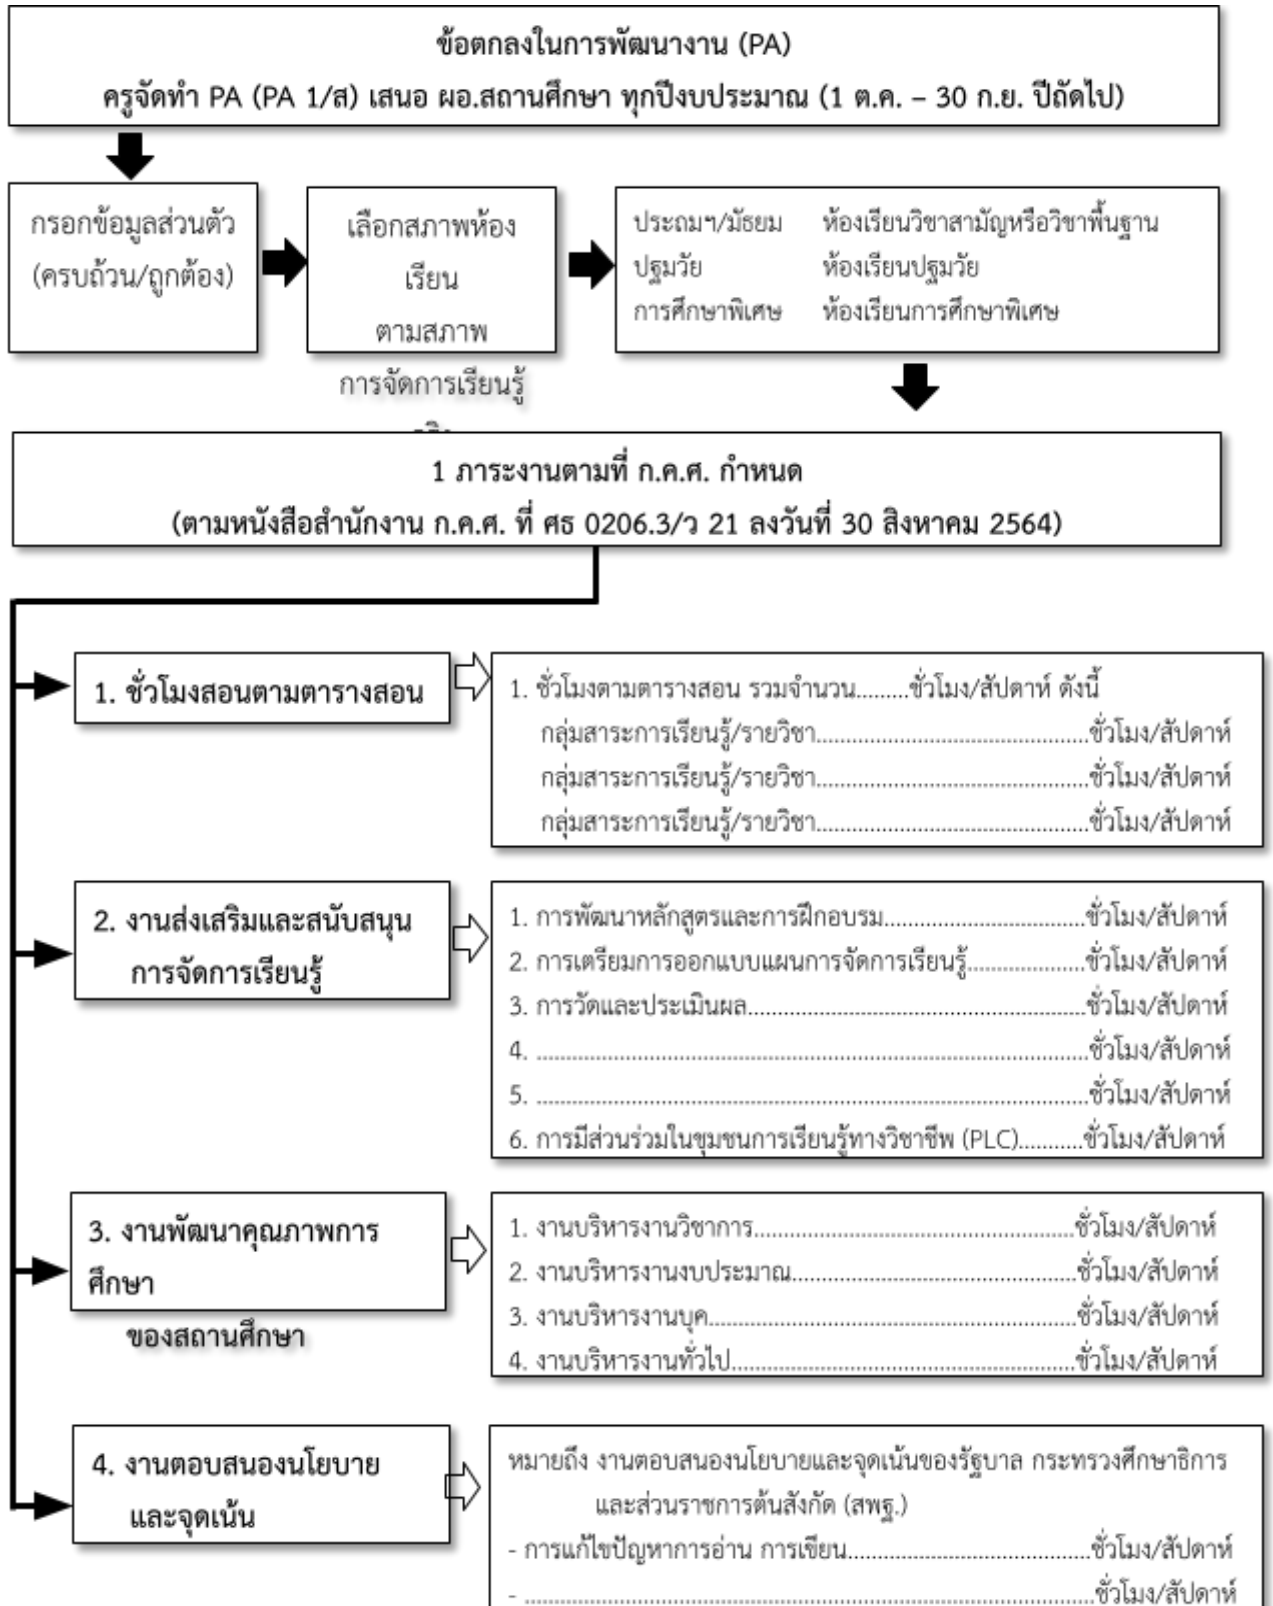 ข้อตกลงในการพัฒนางาน (PA)
ครูจัดทำ PA (PA 1/ส) เสนอ ผอ.สถานศึกษา ทุกปีงบประมาณ (1 ต.ค. – 30 ก.ย. ปีถัดไป)
กรอกข้อมูลส่วนตัว
(ครบถ้วน/ถูกต้อง)
เลือกสภาพห้อง
เรียน
ตามสภาพ
การจัดการเรียนรู้
ประถมฯ/มัธยม ห้องเรียนวิชาสามัญหรือวิชาพื้นฐาน
ปฐมวัย ห้องเรียนปฐมวัย
การศึกษาพิเศษ ห้องเรียนการศึกษาพิเศษ
1 ภาระงานตามที่ ก.ค.ศ. กำหนด
(ตามหนังสือสำนักงาน ก.ค.ศ. ที่ ศธ 0206.3/ว 21 ลงวันที่ 30 สิงหาคม 2564)
1. ชั่วโมงสอนตามตารางสอน
1. ชั่วโมงตามตารางสอน รวมจำนวน.........ชั่วโมง/สัปดาห์ ดังนี้
กลุ่มสาระการเรียนรู้/รายวิชา..............................................ชั่วโมง/สัปดาห์
กลุ่มสาระการเรียนรู้/รายวิชา..............................................ชั่วโมง/สัปดาห์
กลุ่มสาระการเรียนรู้/รายวิชา..............................................ชั่วโมง/สัปดาห์
2. งานส่งเสริมและสนับสนุน
การจัดการเรียนรู้
1. การพัฒนาหลักสูตรและการฝึกอบรม..................................ชั่วโมง/สัปดาห์
2. การเตรียมการออกแบบแผนการจัดการเรียนรู้....................ชั่วโมง/สัปดาห์
3. การวัดและประเมินผล.........................................................ชั่วโมง/สัปดาห์
4. .............................................................................................ชั่วโมง/สัปดาห์
5. .............................................................................................ชั่วโมง/สัปดาห์
6. การมีส่วนร่วมในชุมชนการเรียนรู้ทางวิชาชีพ (PLC)...........ชั่วโมง/สัปดาห์
3. งานพัฒนาคุณภาพการ
ศึกษา
ของสถานศึกษา
1. งานบริหารงานวิชาการ......................................................ชั่วโมง/สัปดาห์
2. งานบริหารงานงบประมาณ................................................ชั่วโมง/สัปดาห์
3. งานบริหารงานบุค..............................................................ชั่วโมง/สัปดาห์
4. งานบริหารงานทั่วไป..........................................................ชั่วโมง/สัปดาห์
4. งานตอบสนองนโยบาย
และจุดเน้น
หมายถึง งานตอบสนองนโยบายและจุดเน้นของรัฐบาล กระทรวงศึกษาธิการ
และส่วนราชการต้นสังกัด (สพฐ.)
- การแก้ไขปัญหาการอ่าน การเขียน.........................................ชั่วโมง/สัปดาห์
- ................................................................................................ชั่วโมง/สัปดาห์